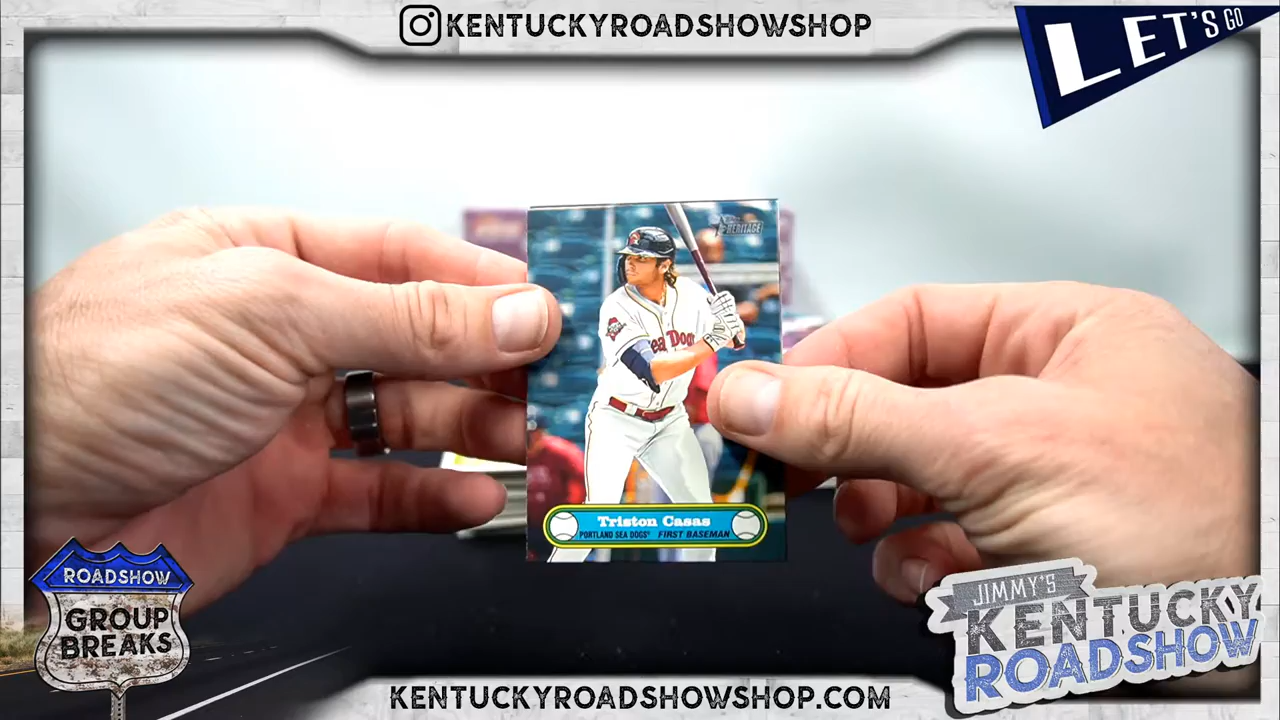 KENTUCKYROADSHOWSHOP
LET'S GO
HERITAGE
Sea Dogs
Triston Casas
PORTLAND SEA DOGS® FIRST BASEMAN
ROADSHOW
GROUP
BREAKS
JIMMY'S
KENTUCKY
ROADSHOW
KENTUCKYROADSHOWSHOP.COM